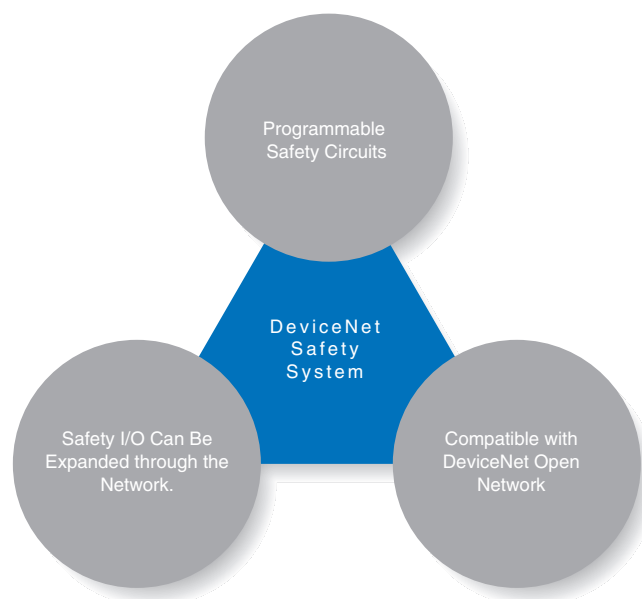 Programmable
Safety Circuits
DeviceNet
Safety
System
Safety I/O Can Be
Expanded through the
Network.
Compatible with
DeviceNet Open
Network